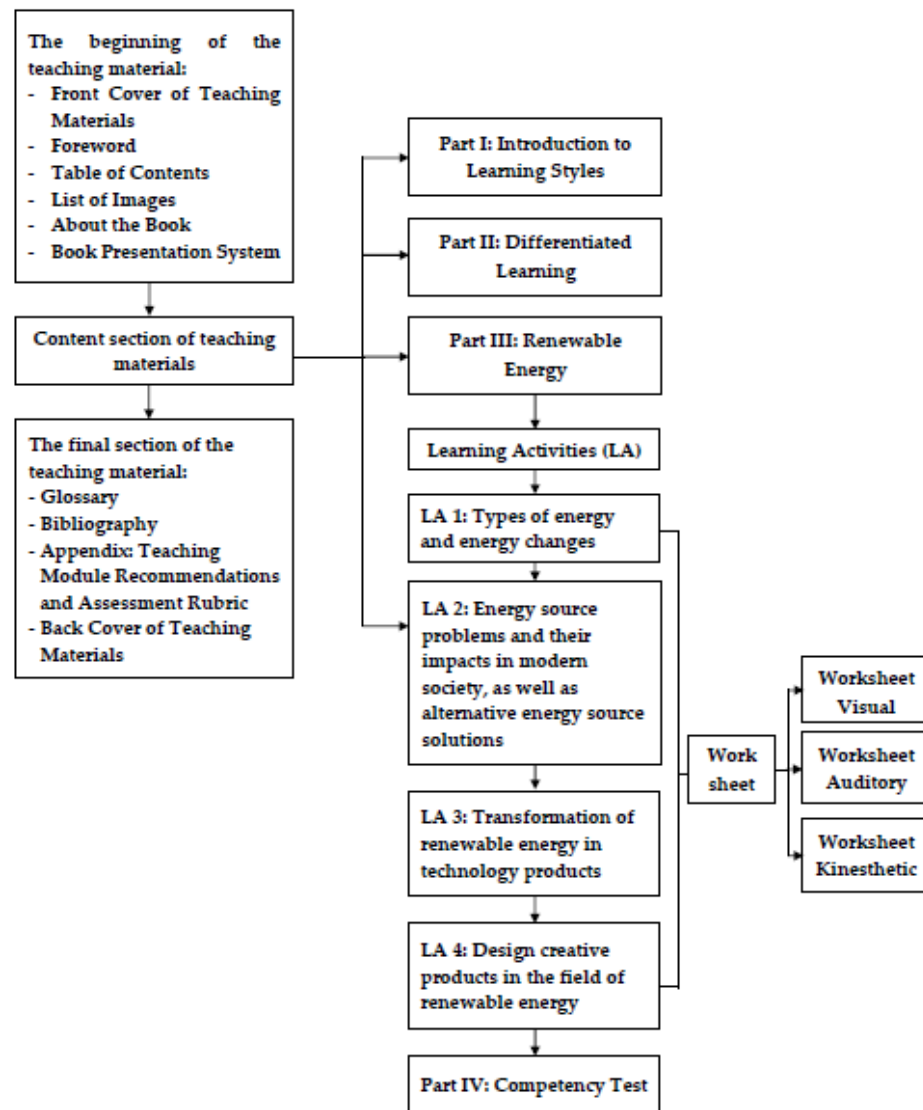 The beginning of the
teaching material:
- Front Cover of Teaching
Materials
- Foreword
- Table of Contents
- List of Images
- About the Book
- Book Presentation System
Content section of teaching
materials
The final section of the
teaching material:
- Glossary
- Bibliography
- Appendix: Teaching
Module Recommendations
and Assessment Rubric
- Back Cover of Teaching
Materials
Part I: Introduction to
Learning Styles
Part II: Differentiated
Learning
Part III: Renewable
Energy
Learning Activities (LA)
LA 1: Types of energy
and energy changes
LA 2: Energy source
problems and their
impacts in modern
society, as well as
alternative energy source
solutions
LA 3: Transformation of
renewable energy in
technology products
LA 4: Design creative
products in the field of
renewable energy
Part IV: Competency Test
Work
sheet
Worksheet
Visual
Worksheet
Auditory
Worksheet
Kinesthetic